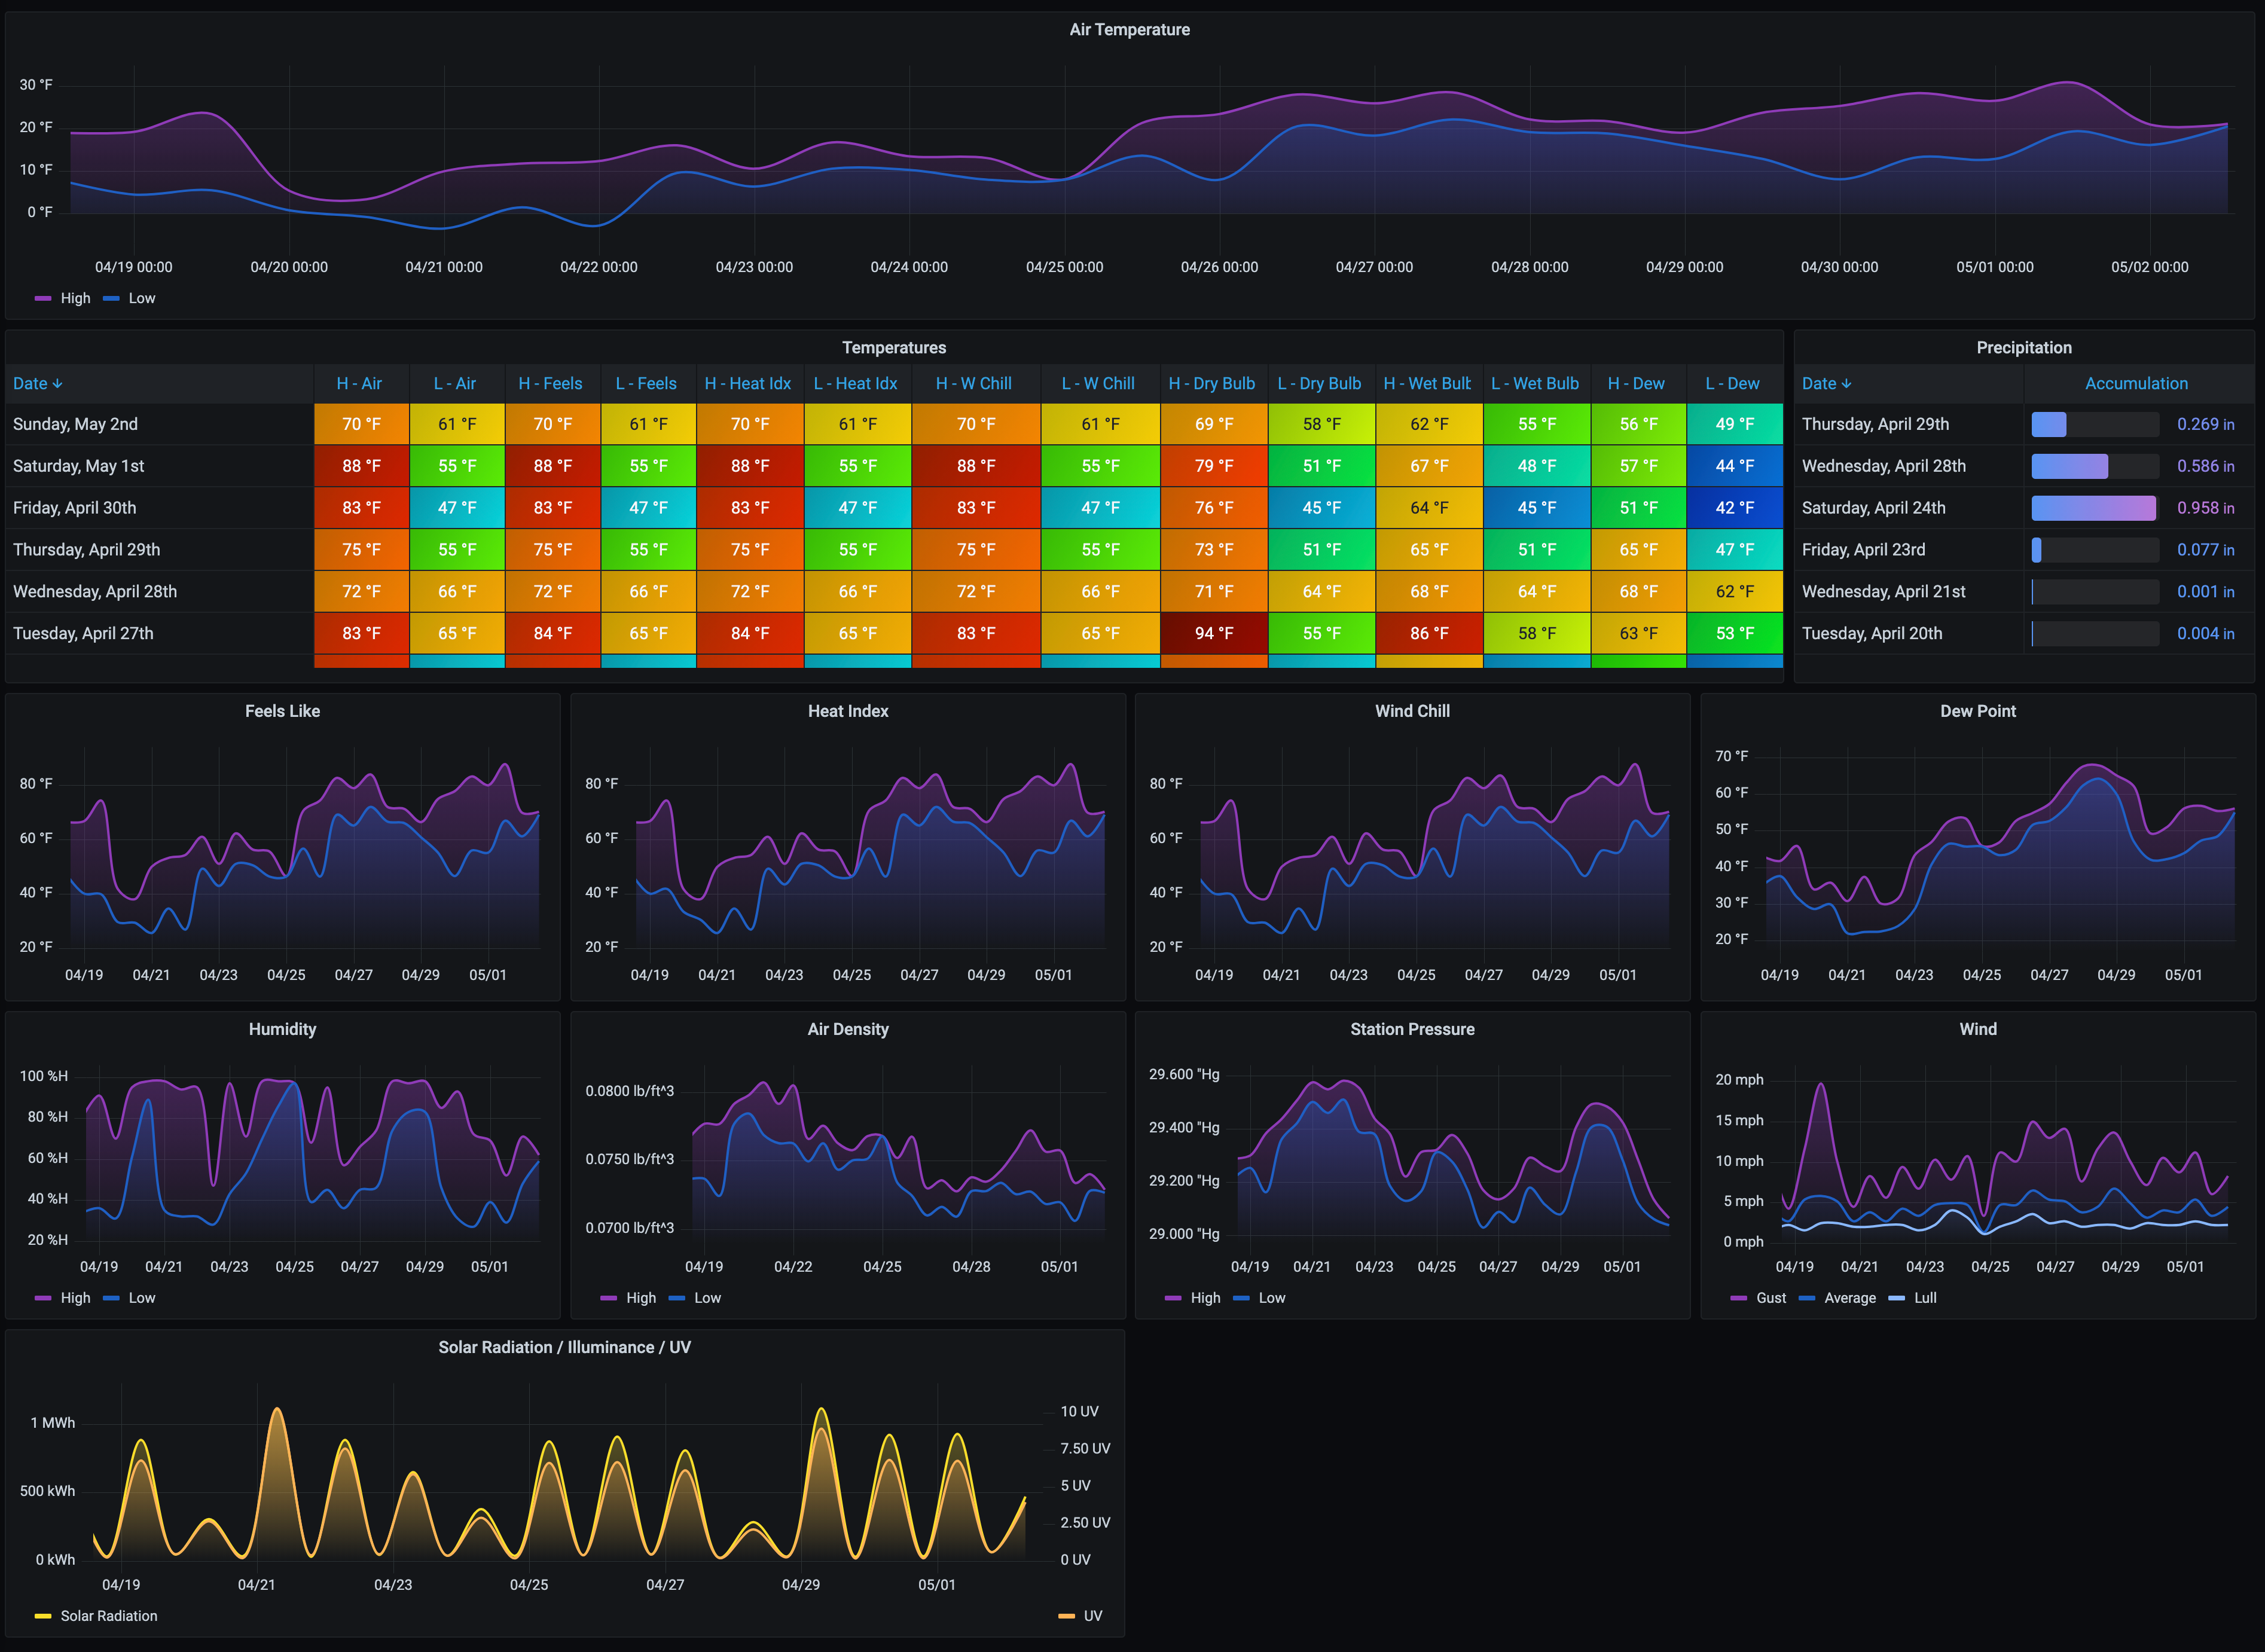 Air Temperature
30 °F
20 °F
10 °F
0 °F
04/19 00:00 04/20 00:00 04/21 00:00 04/22 00:00 04/23 00:00 04/24 00:00 04/25 00:00 04/26 00:00 04/27 00:00 04/28 00:00 04/29 00:00 04/30 00:00 05/01 00:00 05/02 00:00
High Low
Temperatures
Date H - Air L - Air H - Feels L - Feels H - Heat Idx L - Heat Idx H - W Chill L - W Chill H - Dry Bulb L - Dry Bulb H - Wet Bulb L - Wet Bulb H - Dew L - Dew
Sunday, May 2nd 70 °F 61 °F 70 °F 61 °F 70 °F 61 °F 70 °F 61 °F 69 °F 58 °F 62 °F 55 °F 56 °F 49 °F
Saturday, May 1st 88 °F 55 °F 88 °F 55 °F 88 °F 55 °F 88 °F 55 °F 79 °F 51 °F 67 °F 48 °F 57 °F 44 °F
Friday, April 30th 83 °F 47 °F 83 °F 47 °F 83 °F 47 °F 83 °F 47 °F 76 °F 45 °F 64 °F 45 °F 51 °F 42 °F
Thursday, April 29th 75 °F 55 °F 75 °F 55 °F 75 °F 55 °F 75 °F 55 °F 73 °F 51 °F 65 °F 51 °F 65 °F 47 °F
Wednesday, April 28th 72 °F 66 °F 72 °F 66 °F 72 °F 66 °F 72 °F 66 °F 71 °F 64 °F 68 °F 64 °F 68 °F 62 °F
Tuesday, April 27th 83 °F 65 °F 84 °F 65 °F 84 °F 65 °F 83 °F 65 °F 94 °F 55 °F 86 °F 58 °F 63 °F 53 °F
Precipitation
Date Accumulation
Thursday, April 29th 0.269 in
Wednesday, April 28th 0.586 in
Saturday, April 24th 0.958 in
Friday, April 23rd 0.077 in
Wednesday, April 21st 0.001 in
Tuesday, April 20th 0.004 in
Feels Like
80 °F
60 °F
40 °F
20 °F
04/19 04/21 04/23 04/25 04/27 04/29 05/01
Heat Index
80 °F
60 °F
40 °F
20 °F
04/19 04/21 04/23 04/25 04/27 04/29 05/01
Wind Chill
80 °F
60 °F
40 °F
20 °F
04/19 04/21 04/23 04/25 04/27 04/29 05/01
Dew Point
70 °F
60 °F
50 °F
40 °F
30 °F
20 °F
04/19 04/21 04/23 04/25 04/27 04/29 05/01
Humidity
100 %H
80 %H
60 %H
40 %H
20 %H
04/19 04/21 04/23 04/25 04/27 04/29 05/01
High Low
Air Density
0.0800 lb/ft^3
0.0750 lb/ft^3
0.0700 lb/ft^3
04/19 04/22 04/25 04/28 05/01
High Low
Station Pressure
29.600 "Hg
29.400 "Hg
29.200 "Hg
29.000 "Hg
04/19 04/21 04/23 04/25 04/27 04/29 05/01
High Low
Wind
20 mph
15 mph
10 mph
5 mph
0 mph
04/19 04/21 04/23 04/25 04/27 04/29 05/01
Gust Average Lull
Solar Radiation / Illuminance / UV
1 MWh
500 kWh
0 kWh
10 UV
7.50 UV
5 UV
2.50 UV
0 UV
04/19 04/21 04/23 04/25 04/27 04/29 05/01
Solar Radiation UV